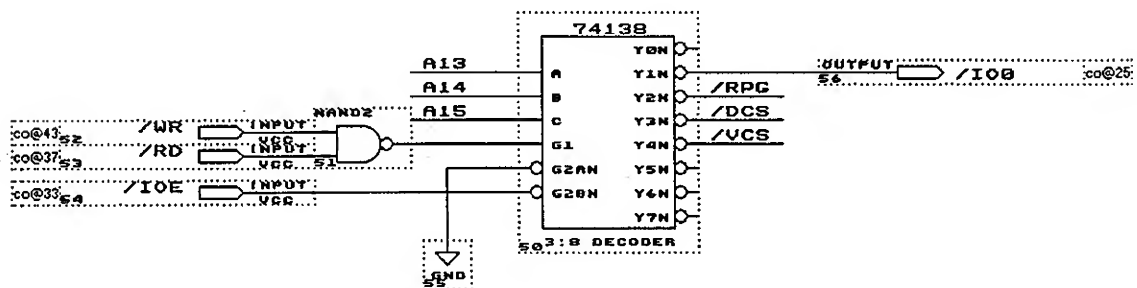 74138
A13
A14
A15
A
B
C
G1
G2AN
G2BN
Y0N
Y1N
Y2N
Y3N
Y4N
Y5N
Y6N
Y7N
3:8 DECODER
50
OUTPUT
56
/IO0
co@25
/RPG
/DCS
/VCS
NAND2
51
co@43
52
/WR
INPUT
VCC
co@37
53
/RD
INPUT
VCC
co@33
54
/IOE
INPUT
VCC
GND
55